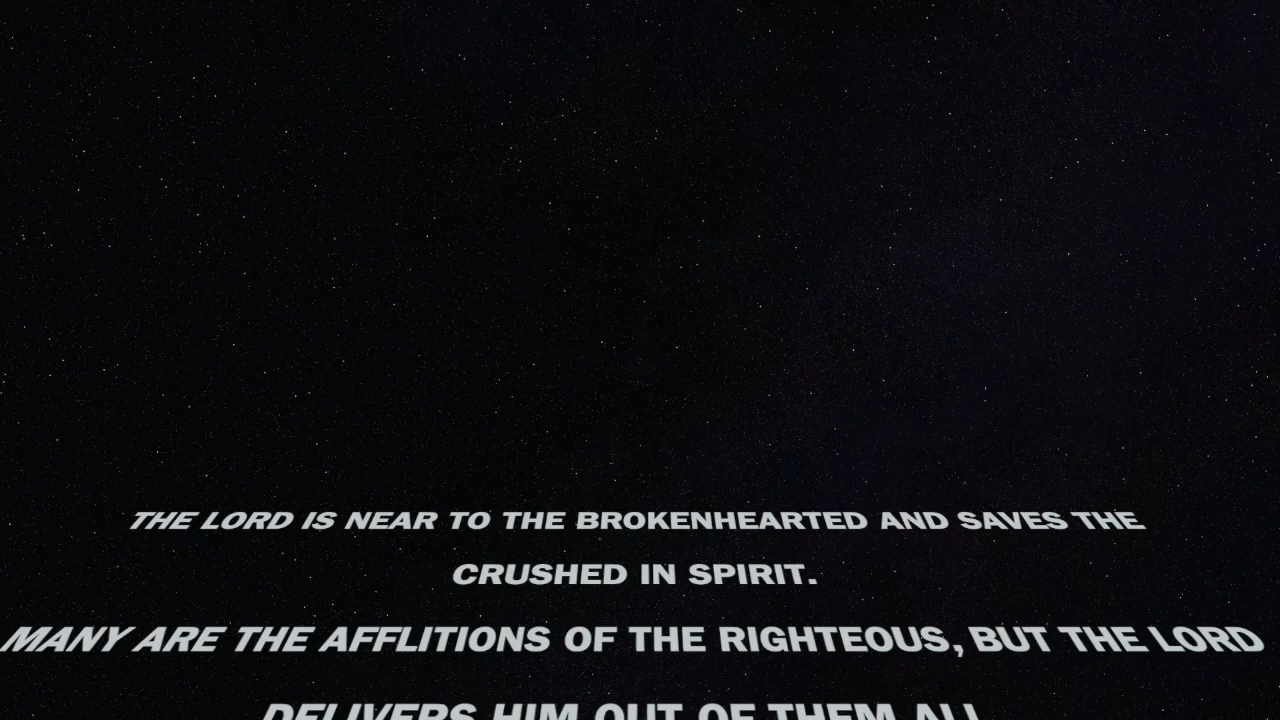 THE LORD IS NEAR TO THE BROKENHEARTED AND SAVES THE
CRUSHED IN SPIRIT.
MANY ARE THE AFFLITIONS OF THE RIGHTEOUS, BUT THE LORD
DELIVERS HIM OUT OF THEM ALL